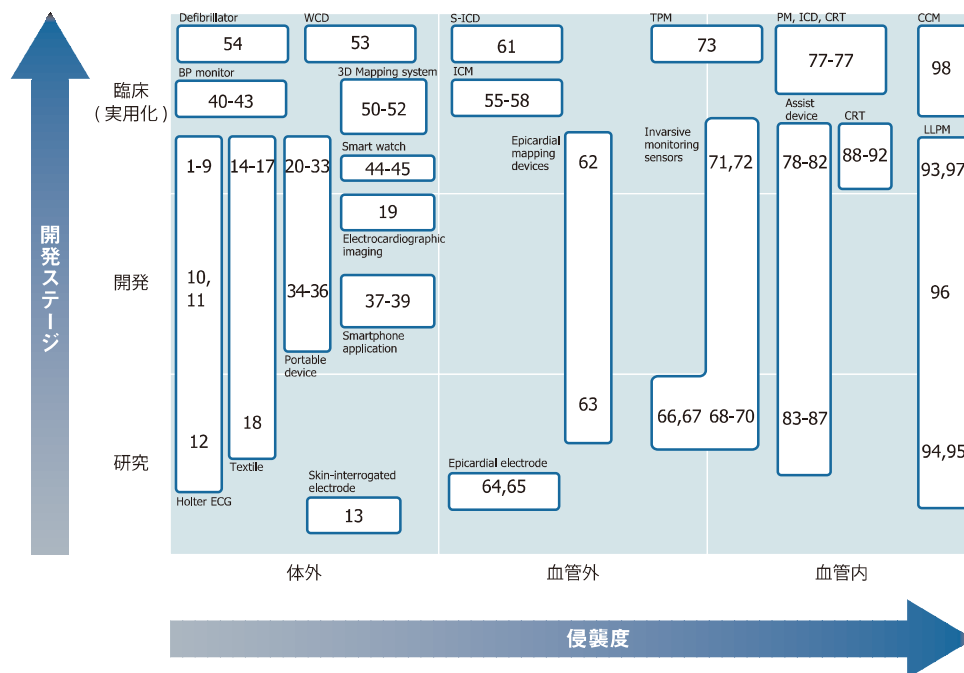 Defibrillator
54
WCD
53
S-ICD
61
TPM
73
PM, ICD, CRT
77-77
CCM
98
BP monitor
40-43
3D Mapping system
50-52
ICM
55-58
臨床
(実用化)
1-9
14-17
20-33
Smart watch
44-45
Epicardial
mapping
devices
62
Invarsive
monitoring
sensors
71,72
Assist
device
78-82
CRT
88-92
LLPM
93,97
19
Electrocardiographic
imaging
開発ステージ
開発
10,
11
34-36
Portable
device
37-39
Smartphone
application
96
63
研究
12
Holter ECG
18
Textile
66,67
68-70
83-87
94,95
Skin-interrogated
electrode
13
Epicardial electrode
64,65
体外
血管外
血管内
侵襲度